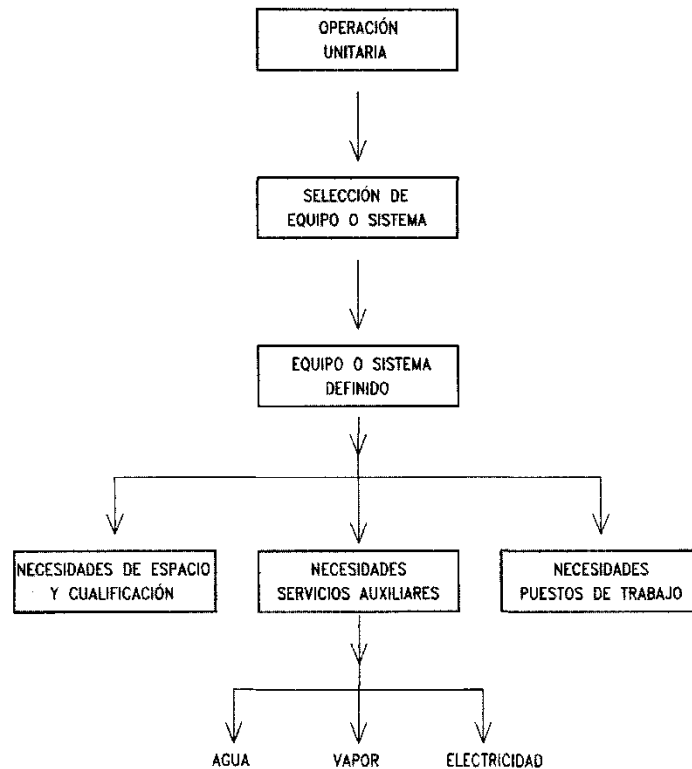 OPERACIÓN
UNITARIA
SELECCIÓN DE
EQUIPO O SISTEMA
EQUIPO O SISTEMA
DEFINIDO
NECESIDADES DE ESPACIO
Y CUALIFICACIÓN
NECESIDADES
SERVICIOS AUXILIARES
NECESIDADES
PUESTOS DE TRABAJO
AGUA
VAPOR
ELECTRICIDAD